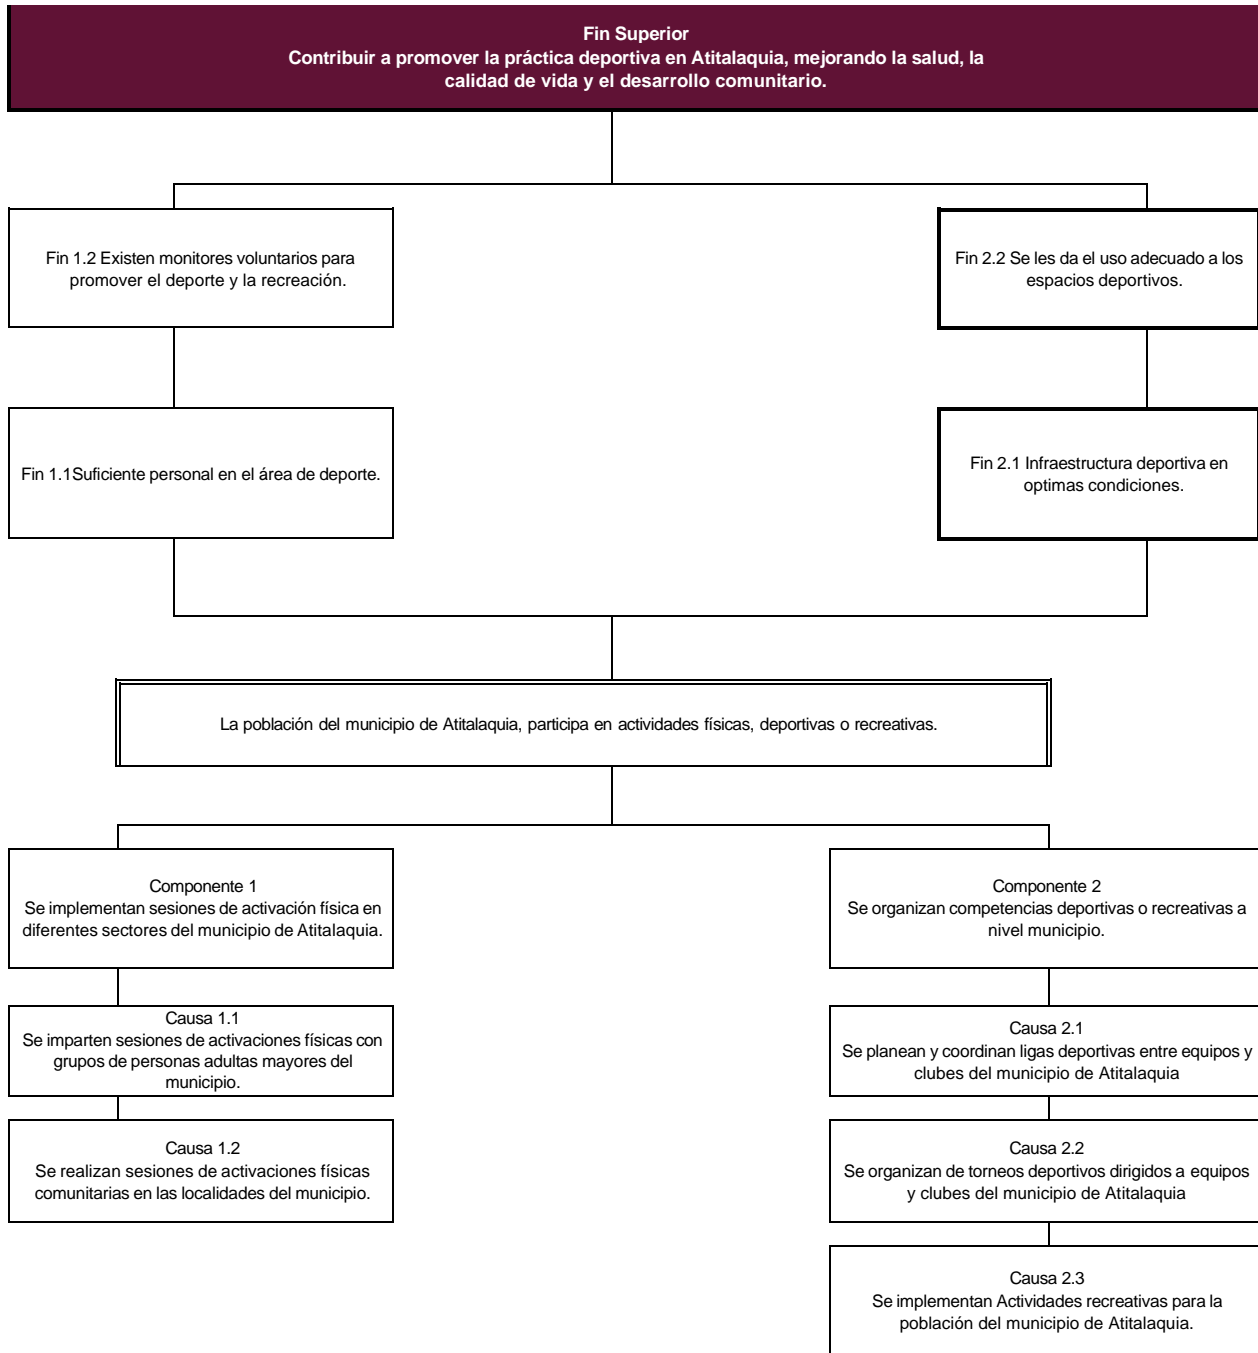 Fin Superior
Contribuir a promover la práctica deportiva en Atitalaquia, mejorando la salud, la
calidad de vida y el desarrollo comunitario.
Fin 1.2 Existen monitores voluntarios para
promover el deporte y la recreación.
Fin 2.2 Se les da el uso adecuado a los
espacios deportivos.
Fin 1.1Suficiente personal en el área de deporte.
Fin 2.1 Infraestructura deportiva en
optimas condiciones.
La población del municipio de Atitalaquia, participa en actividades físicas, deportivas o recreativas.
Componente 1
Se implementan sesiones de activación física en
diferentes sectores del municipio de Atitalaquia.
Componente 2
Se organizan competencias deportivas o recreativas a
nivel municipio.
Causa 1.1
Se imparten sesiones de activaciones físicas con
grupos de personas adultas mayores del
municipio.
Causa 2.1
Se planean y coordinan ligas deportivas entre equipos y
clubes del municipio de Atitalaquia
Causa 1.2
Se realizan sesiones de activaciones físicas
comunitarias en las localidades del municipio.
Causa 2.2
Se organizan de torneos deportivos dirigidos a equipos
y clubes del municipio de Atitalaquia
Causa 2.3
Se implementan Actividades recreativas para la
población del municipio de Atitalaquia.